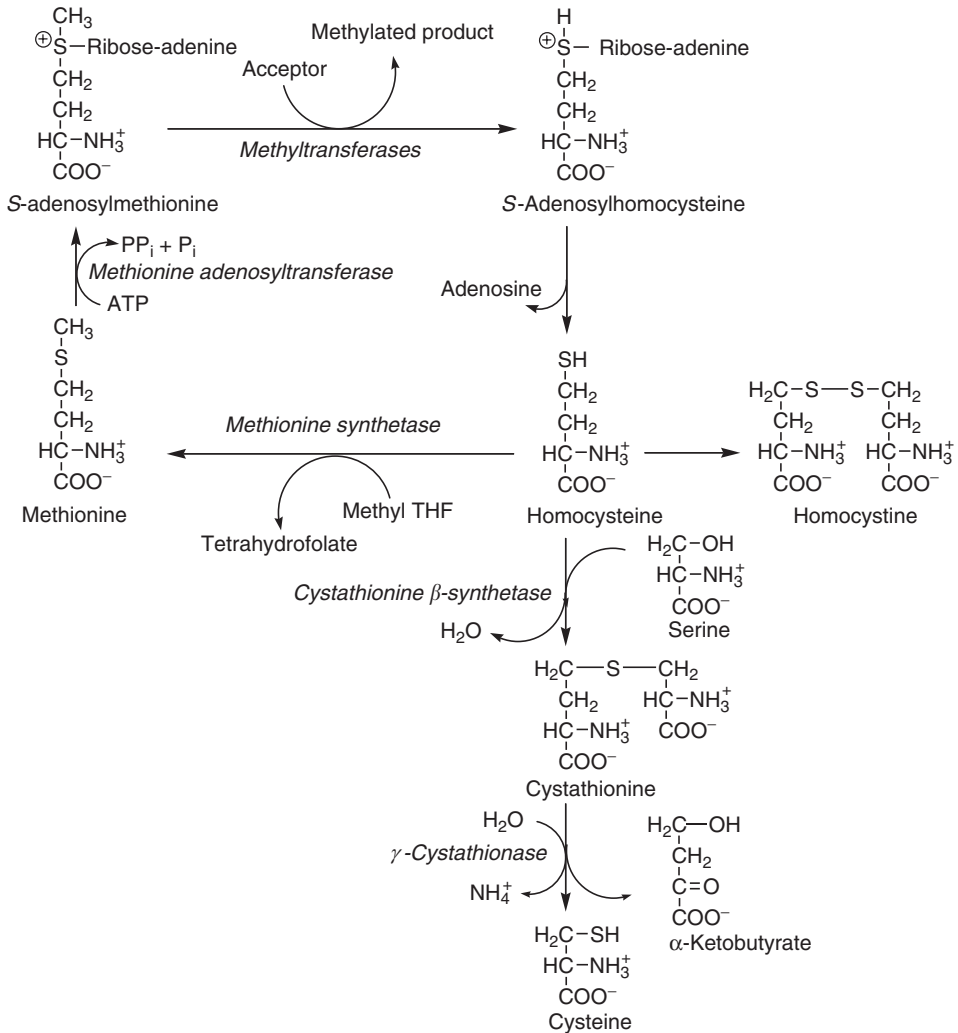 CH₃
⊕
S–Ribose-adenine
CH₂
CH₂
HC–NH₃⁺
COO⁻
S-adenosylmethionine
Acceptor
Methylated product
Methyltransferases
H
⊕
S– Ribose-adenine
CH₂
CH₂
HC–NH₃⁺
COO⁻
S-Adenosylhomocysteine
PPᵢ + Pᵢ
Methionine adenosyltransferase
ATP
Adenosine
CH₃
S
CH₂
CH₂
HC–NH₃⁺
COO⁻
Methionine
Methionine synthetase
Methyl THF
Tetrahydrofolate
SH
CH₂
CH₂
HC–NH₃⁺
COO⁻
Homocysteine
H₂C–S–S–CH₂
CH₂ CH₂
HC–NH₃⁺ HC–NH₃⁺
COO⁻ COO⁻
Homocystine
Cystathionine β-synthetase
H₂O
H₂C–OH
HC–NH₃⁺
COO⁻
Serine
H₂C–S–CH₂
CH₂ HC–NH₃⁺
HC–NH₃⁺ COO⁻
COO⁻
Cystathionine
H₂O
γ-Cystathionase
NH₄⁺
H₂C–OH
CH₂
C=O
COO⁻
α-Ketobutyrate
H₂C–SH
HC–NH₃⁺
COO⁻
Cysteine